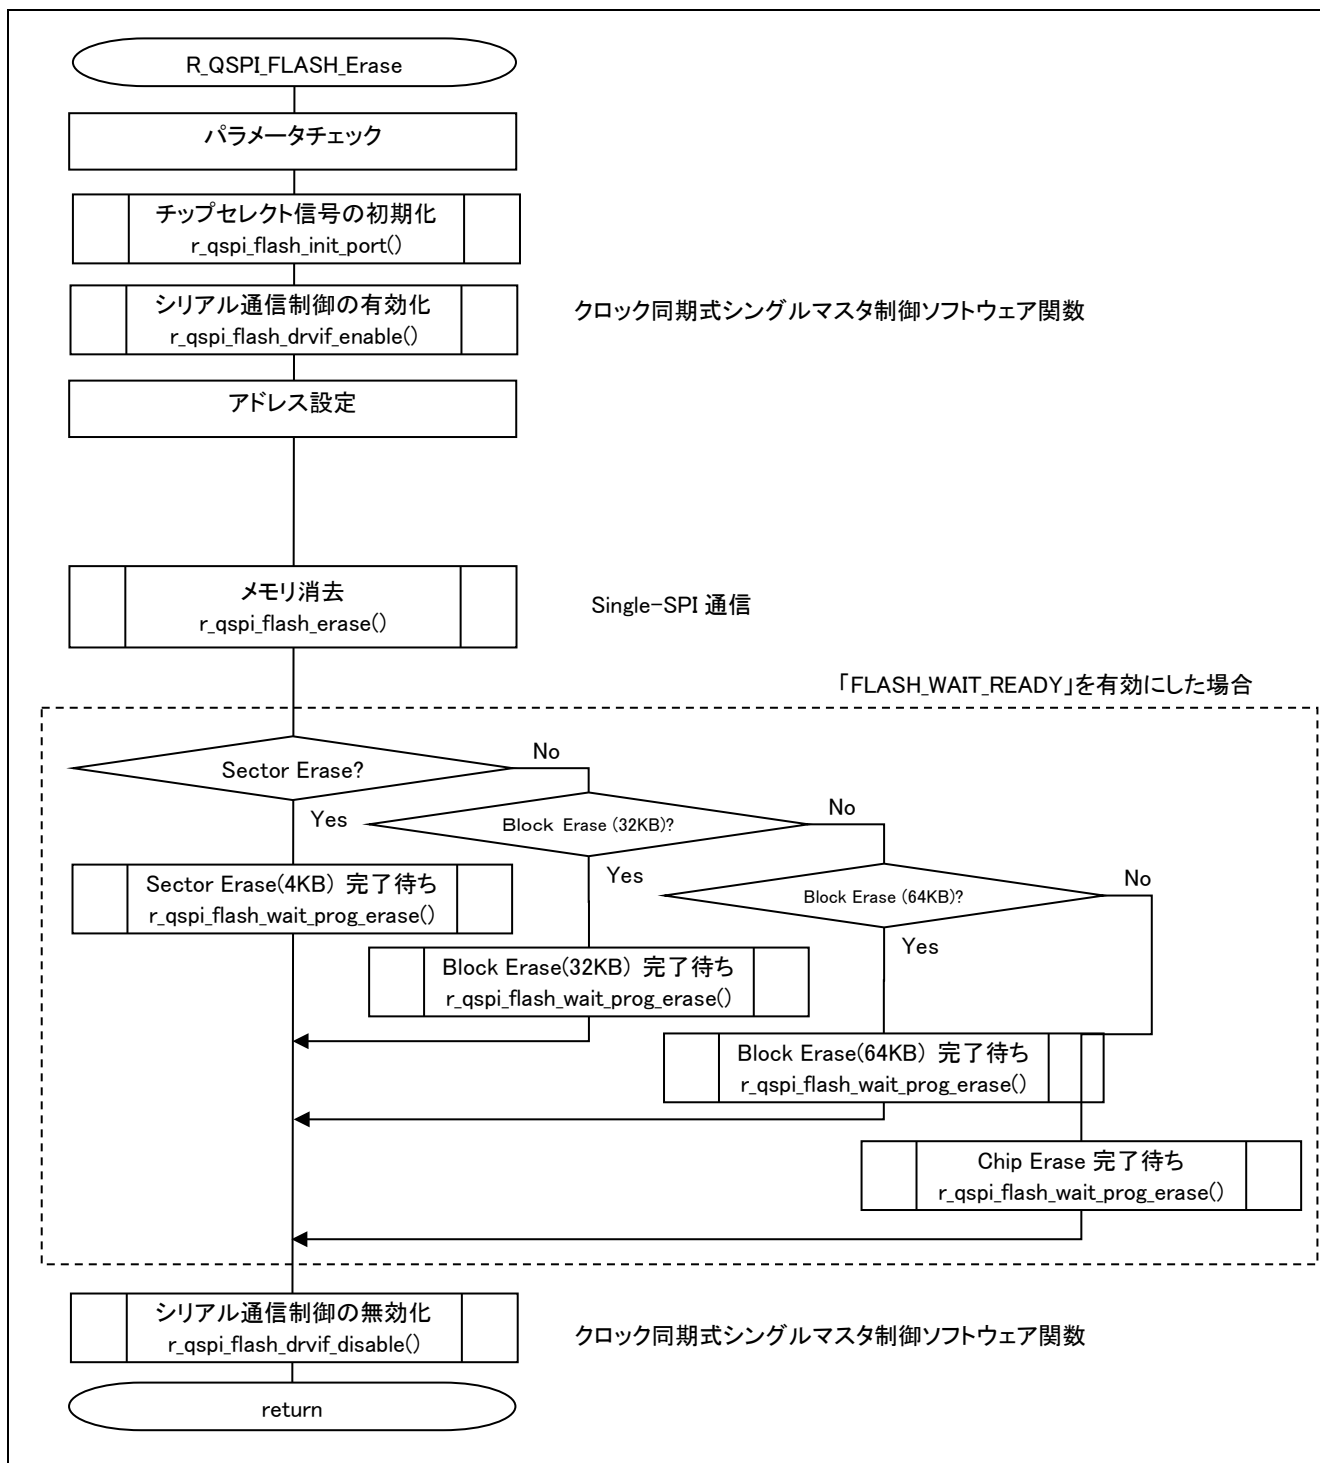 R_QSPI_FLASH_Erase
パラメータチェック
チップセレクト信号の初期化
r_qspi_flash_init_port()
シリアル通信制御の有効化
r_qspi_flash_drvif_enable()
クロック同期式シングルマスタ制御ソフトウェア関数
アドレス設定
メモリ消去
r_qspi_flash_erase()
Single-SPI 通信
「FLASH_WAIT_READY」を有効にした場合
Sector Erase?
No
Yes
Block Erase (32KB)?
No
Yes
Block Erase (64KB)?
No
Yes
Sector Erase(4KB) 完了待ち
r_qspi_flash_wait_prog_erase()
Block Erase(32KB) 完了待ち
r_qspi_flash_wait_prog_erase()
Block Erase(64KB) 完了待ち
r_qspi_flash_wait_prog_erase()
Chip Erase 完了待ち
r_qspi_flash_wait_prog_erase()
シリアル通信制御の無効化
r_qspi_flash_drvif_disable()
クロック同期式シングルマスタ制御ソフトウェア関数
return